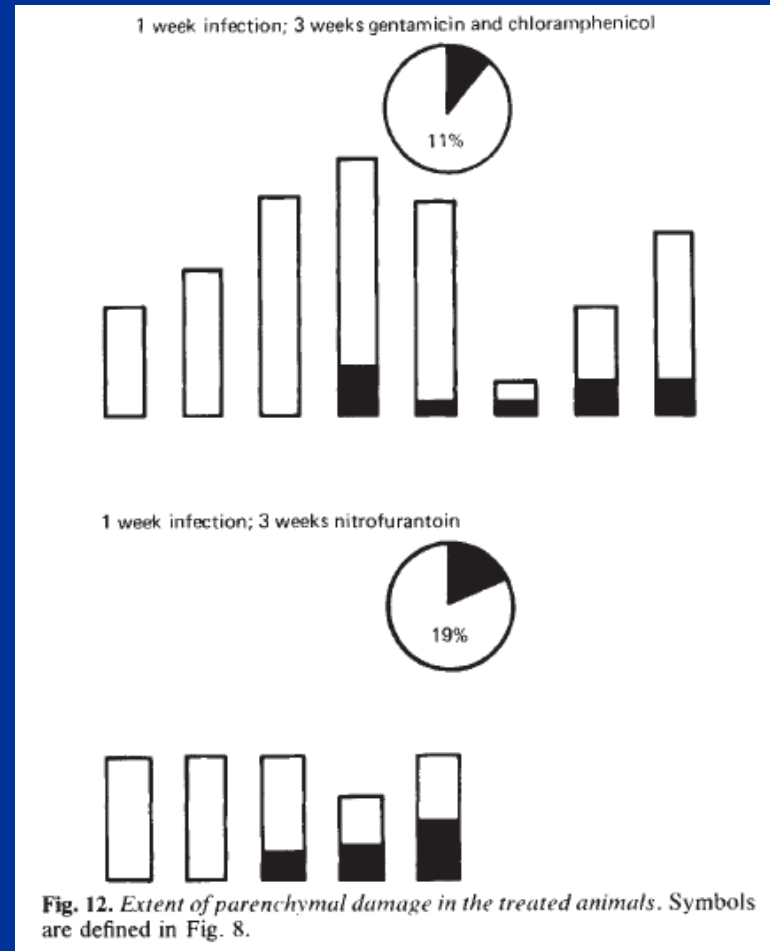 1 week infection; 3 weeks gentamicin and chloramphenicol
11%
1 week infection; 3 weeks nitrofurantoin
19%
Fig. 12. Extent of parenchymal damage in the treated animals. Symbols
are defined in Fig. 8.